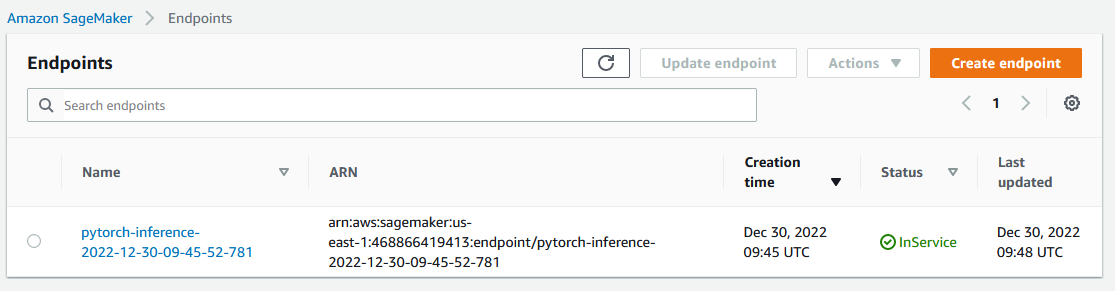 Amazon SageMaker > Endpoints
Endpoints
Update endpoint
Actions
Create endpoint
Search endpoints
1
Name
ARN
Creation
time
Status
Last
updated
pytorch-inference-
2022-12-30-09-45-52-781
arn:aws:sagemaker:us-
east-1:468866419413:endpoint/pytorch-inference-
2022-12-30-09-45-52-781
Dec 30, 2022
09:45 UTC
InService
Dec 30, 2022
09:48 UTC